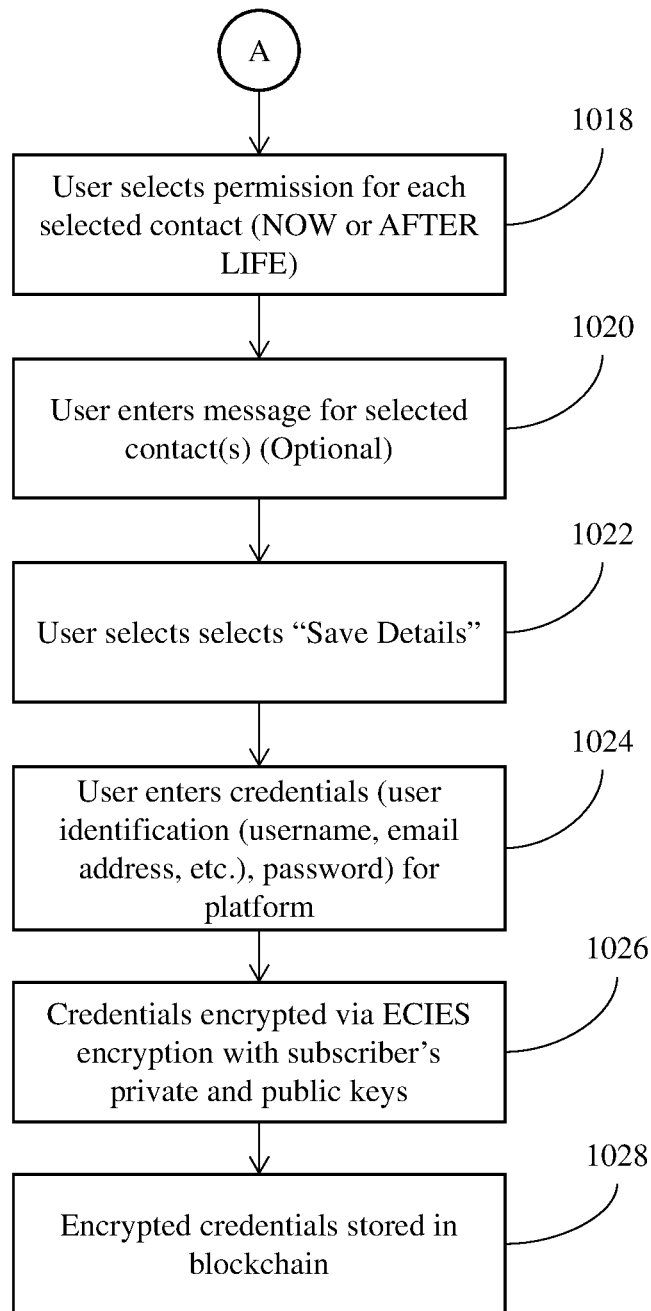 A
1018
User selects permission for each
selected contact (NOW or AFTER
LIFE)
1020
User enters message for selected
contact(s) (Optional)
1022
User selects selects “Save Details”
1024
User enters credentials (user
identification (username, email
address, etc.), password) for
platform
1026
Credentials encrypted via ECIES
encryption with subscriber’s
private and public keys
1028
Encrypted credentials stored in
blockchain